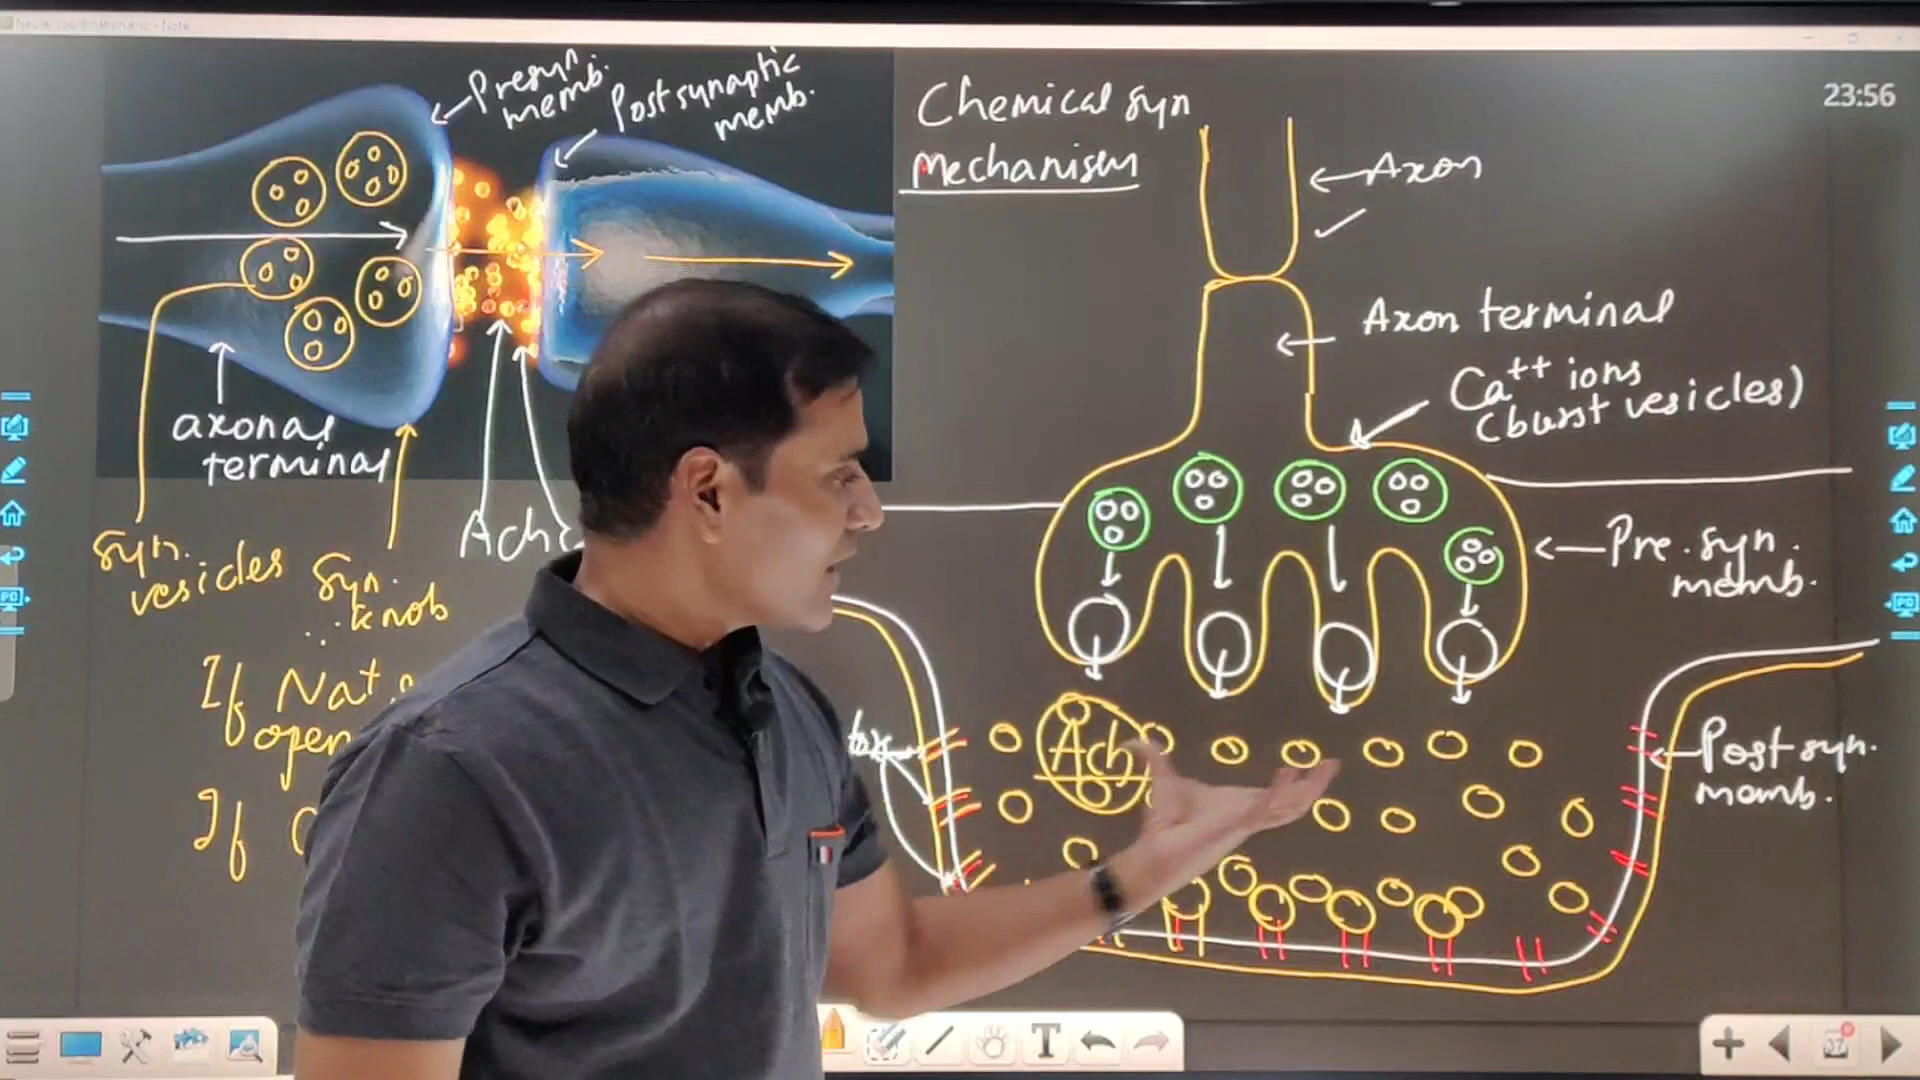 Presyn
memb.
Post synaptic
memb.
axonal
terminal
syn.
vesicles
syn.
knob
Ach
If Na+
open
If
Chemical syn
Mechanism
23:56
Axon
Axon terminal
Ca++ ions
(burst vesicles)
Pre. syn.
memb.
Ach
Post syn.
memb.
T